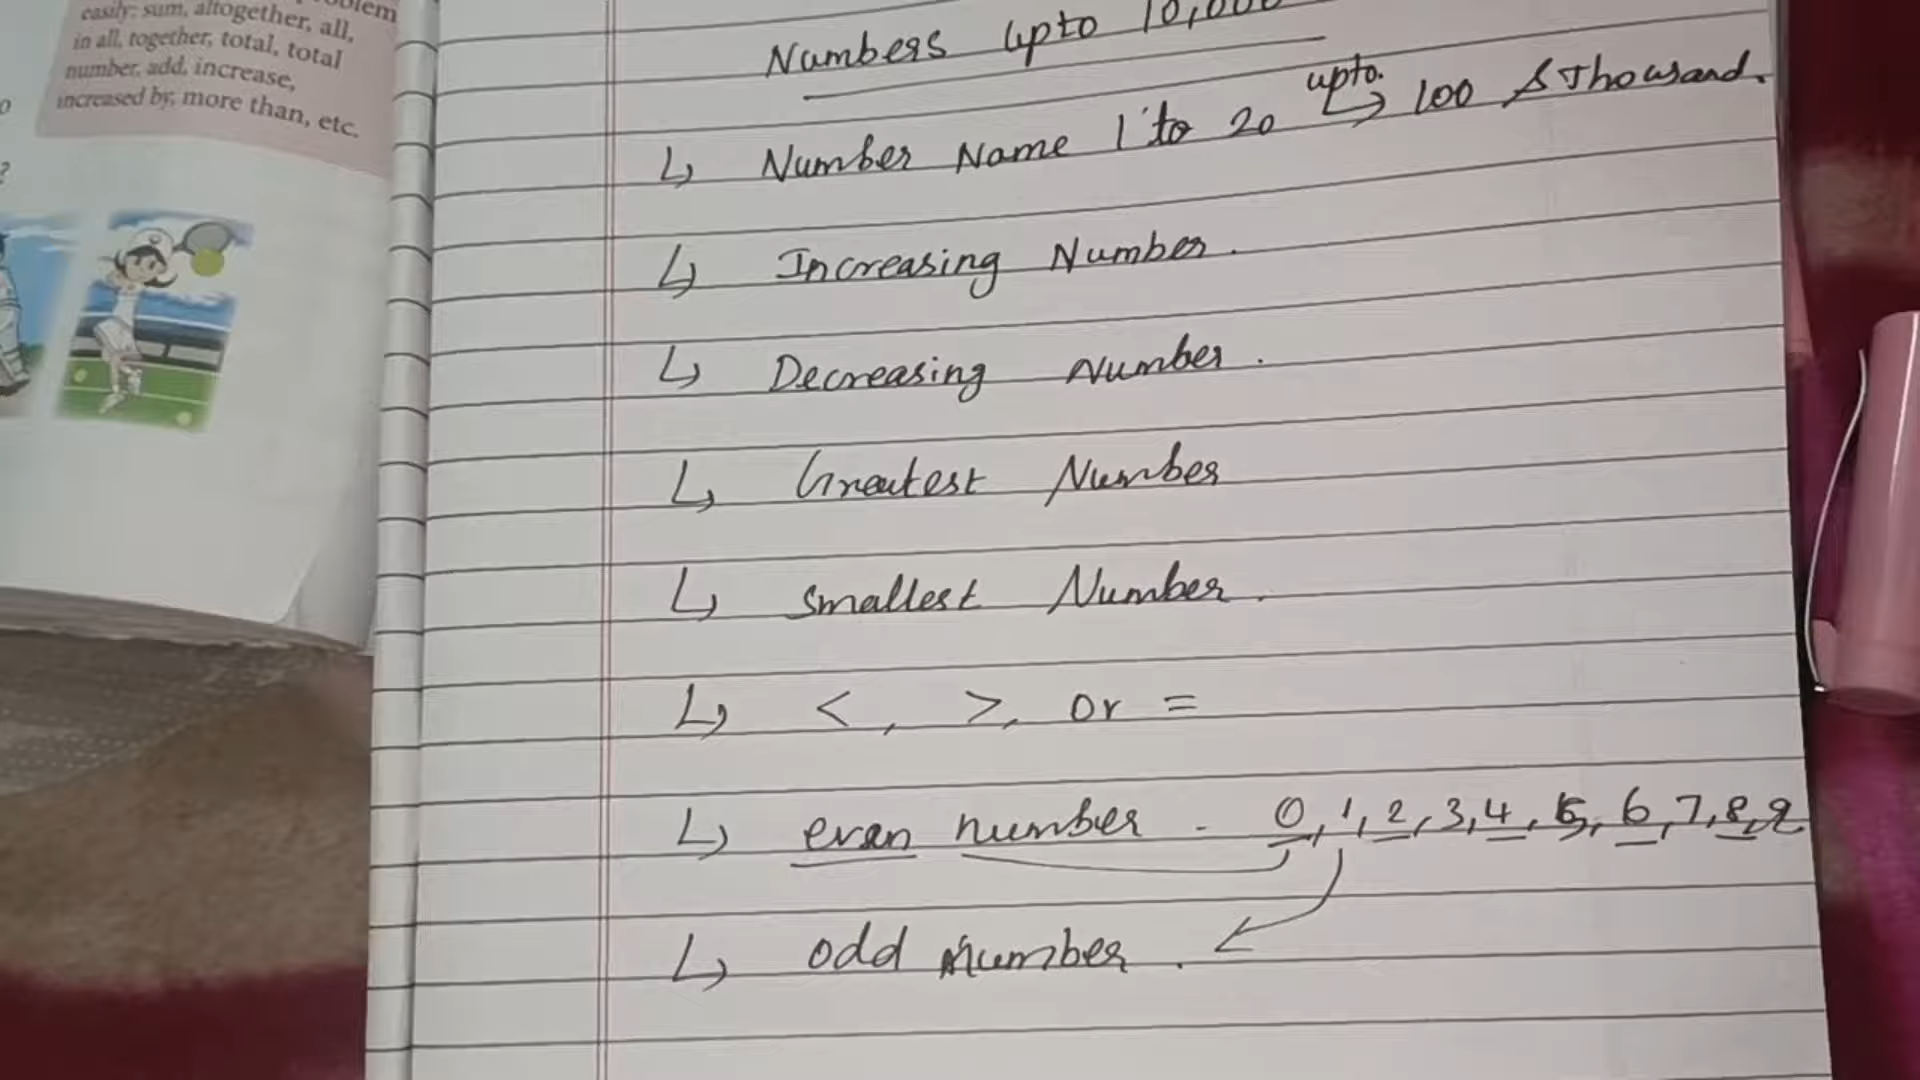 easily: sum, altogether, all,
in all, together, total, total
number, add, increase,
increased by, more than, etc.
?
Numbers upto 10,000
↳ Number Name 1 to 20 upto. → 100 & Thousand.
↳ Increasing Number.
↳ Decreasing Number.
↳ Greatest Number
↳ Smallest Number.
↳ <, >, or =
↳ even number - 0, 1, 2, 3, 4, 5, 6, 7, 8, 9
↳ odd number.